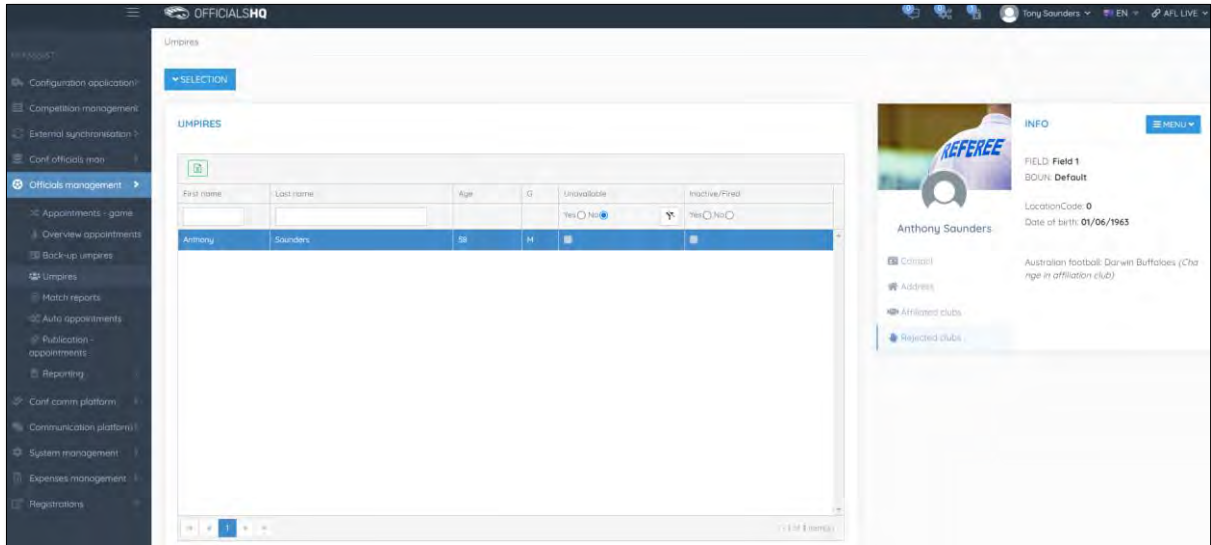 OFFICIALSHQ
Tony Saunders
EN
AFL LIVE
Umpires
SELECTION
Configuration application
Competition management
External synchronisation
Conf officials man
Officials management
Appointments - game
Overview appointments
Back-up umpires
Umpires
Match reports
Auto appointments
Publication -
appointments
Reporting
Conf comm platform
Communication platform
System management
Expenses management
Registrations
UMPIRES
First name Last name Age G Unavailable Inactive/Fired
Yes No Yes No
Anthony Saunders 58 M
1
REFEREE
Anthony Saunders
Contact
Address
Affiliated clubs
Rejected clubs
INFO
MENU
FIELD: Field 1
BOUN: Default
LocationCode: 0
Date of birth: 01/06/1963
Australian football: Darwin Buffaloes (Cha
nge in affiliation club)